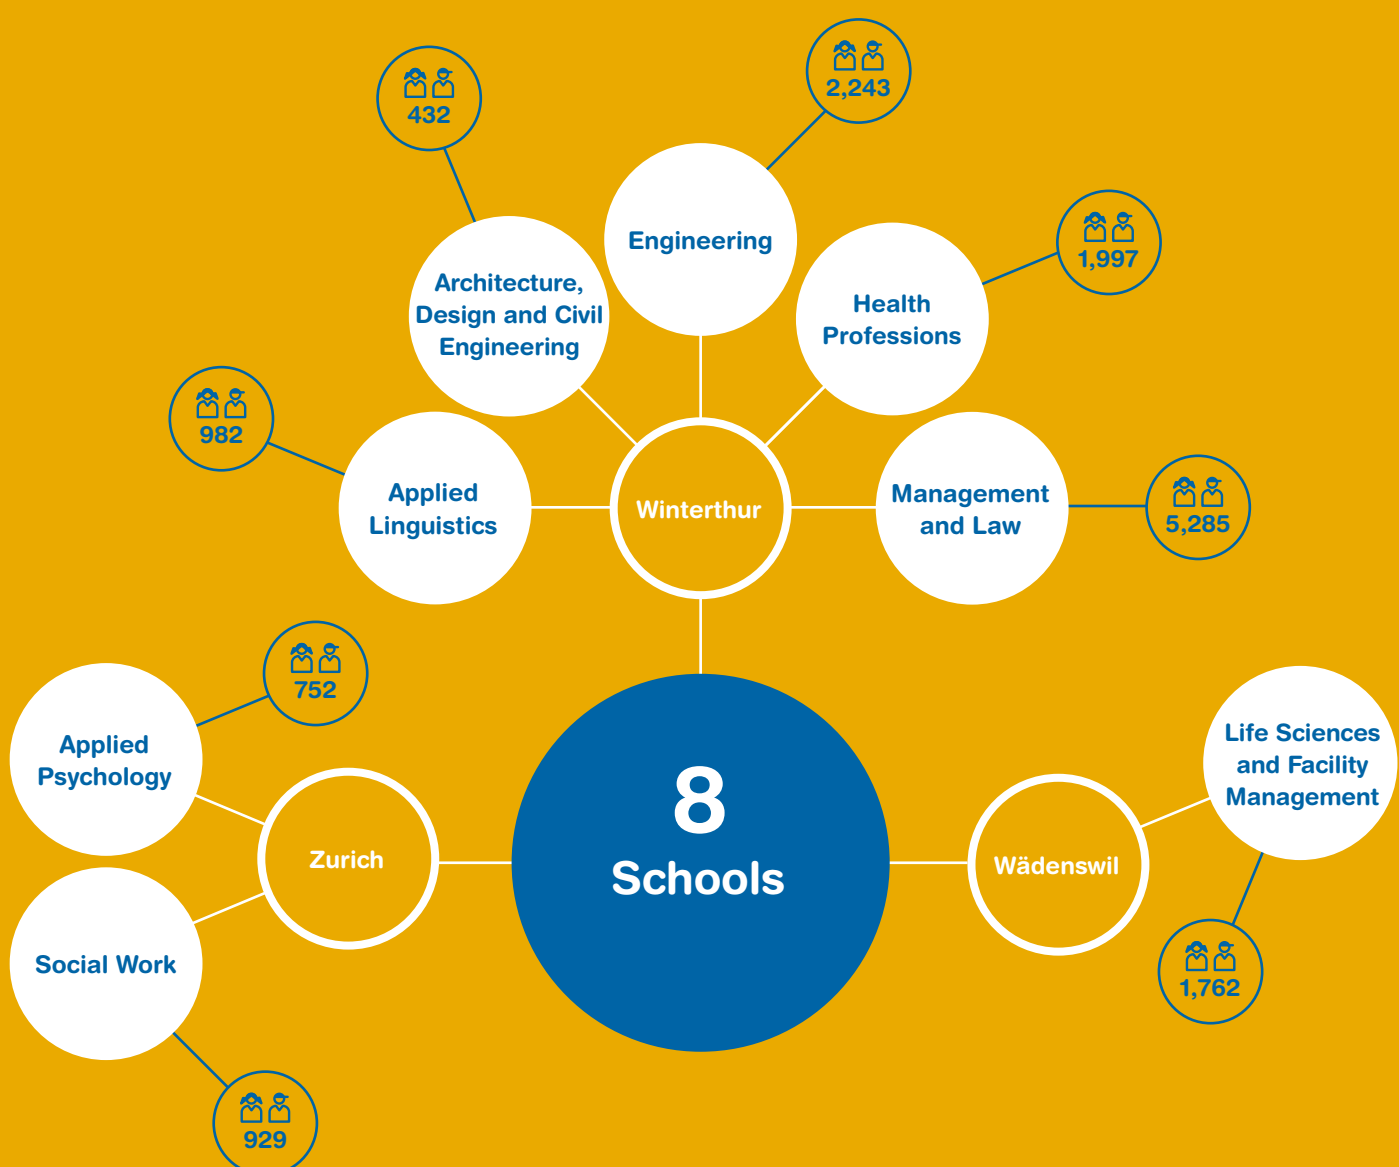 2,243
432
Engineering
1,997
Architecture,
Design and Civil
Engineering
Health
Professions
982
Applied
Linguistics
Winterthur
Management
and Law
5,285
752
Applied
Psychology
Life Sciences
and Facility
Management
8
Schools
Zurich
Wädenswil
Social Work
1,762
929